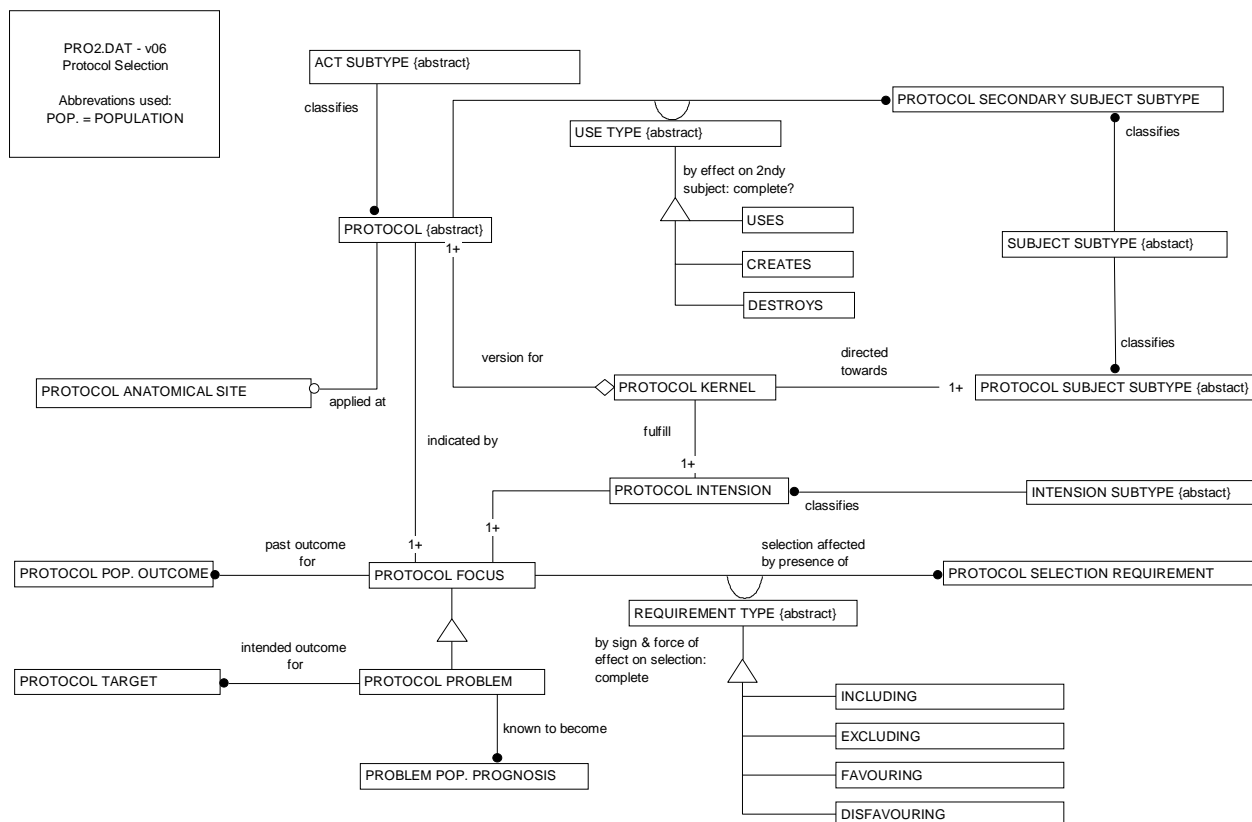 PRO2.DAT - v06
Protocol Selection
Abbrevations used:
POP. = POPULATION
ACT SUBTYPE {abstract}
classifies
PROTOCOL SECONDARY SUBJECT SUBTYPE
USE TYPE {abstract}
classifies
by effect on 2ndy
subject: complete?
USES
CREATES
DESTROYS
PROTOCOL {abstract}
1+
SUBJECT SUBTYPE {abstact}
classifies
version for
directed
towards
PROTOCOL ANATOMICAL SITE
applied at
PROTOCOL KERNEL
1+
PROTOCOL SUBJECT SUBTYPE {abstact}
indicated by
fulfill
1+
PROTOCOL INTENSION
classifies
INTENSION SUBTYPE {abstact}
1+
1+
past outcome
for
selection affected
by presence of
PROTOCOL POP. OUTCOME
PROTOCOL FOCUS
PROTOCOL SELECTION REQUIREMENT
REQUIREMENT TYPE {abstract}
by sign & force of
effect on selection:
complete
intended outcome
for
PROTOCOL TARGET
PROTOCOL PROBLEM
INCLUDING
known to become
EXCLUDING
PROBLEM POP. PROGNOSIS
FAVOURING
DISFAVOURING